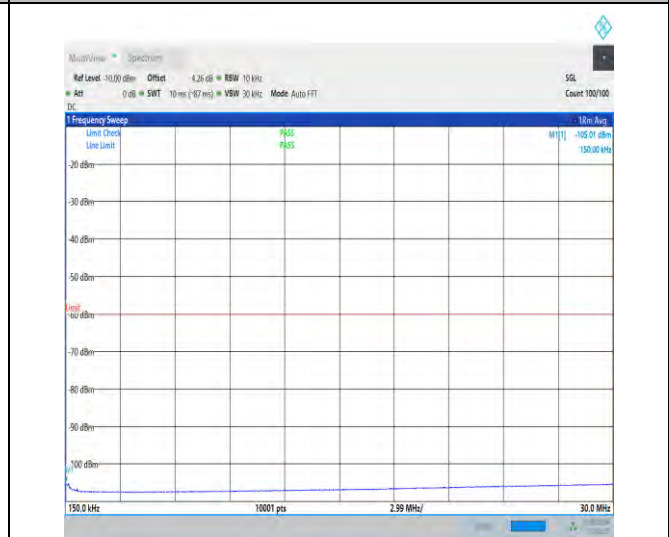 MultiView Spectrum
Ref Level -10.00 dBm Offset 4.26 dB RBW 10 kHz SGL
Att 0 dB SWT 10 ms (~87 ms) VBW 30 kHz Mode Auto FFT Count 100/100
DC
1 Frequency Sweep 1Rm Avg
Limit Check PASS M1[1] -105.01 dBm
Line Limit PASS 150.00 kHz
-20 dBm
-30 dBm
-40 dBm
-50 dBm
Limit
-60 dBm
-70 dBm
-80 dBm
-90 dBm
-100 dBm
150.0 kHz 10001 pts 2.99 MHz/ 30.0 MHz